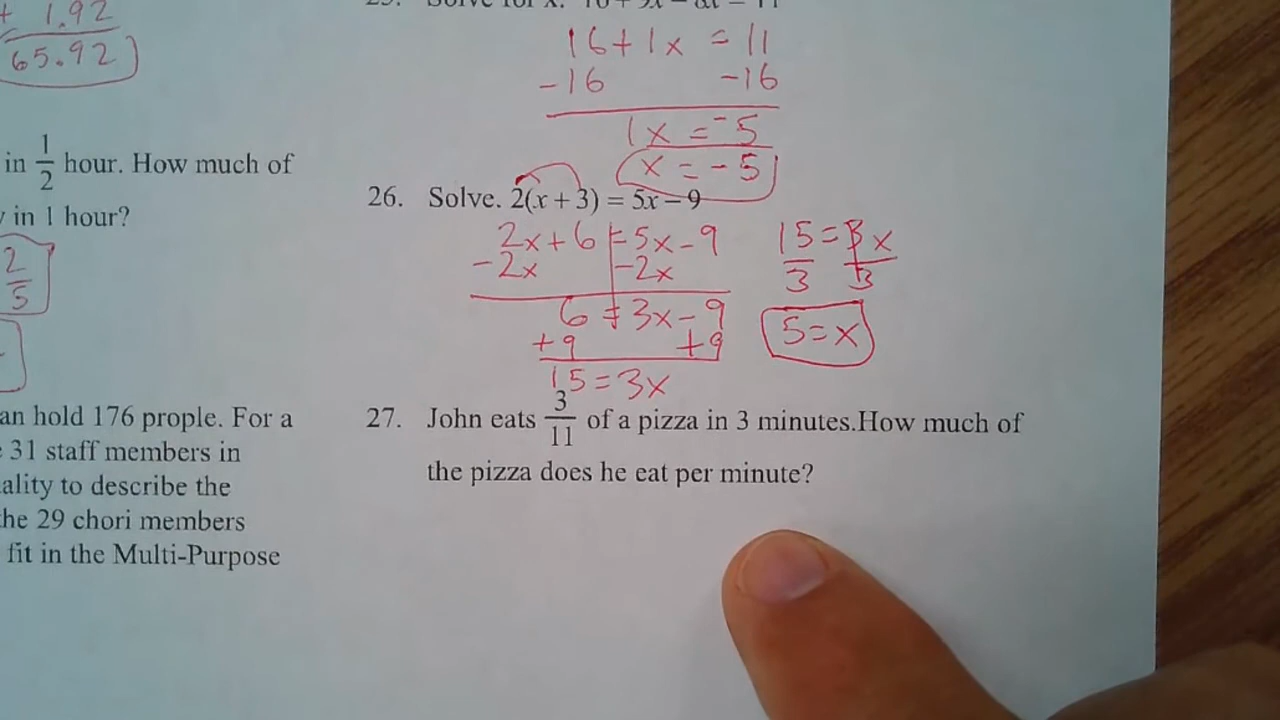 + 1.92
65.92
in 1/2 hour. How much of
in 1 hour?
2/5
an hold 176 prople. For a
31 staff members in
ality to describe the
he 29 chori members
fit in the Multi-Purpose
16+1x = 11
-16 -16
1x = -5
x = -5
26. Solve. 2(x + 3) = 5x – 9
2x+6 = 5x-9
-2x -2x
6 = 3x-9
+9 +9
15 = 3x
15 = 3x
3 3
5=x
27. John eats 3/11 of a pizza in 3 minutes.How much of
the pizza does he eat per minute?